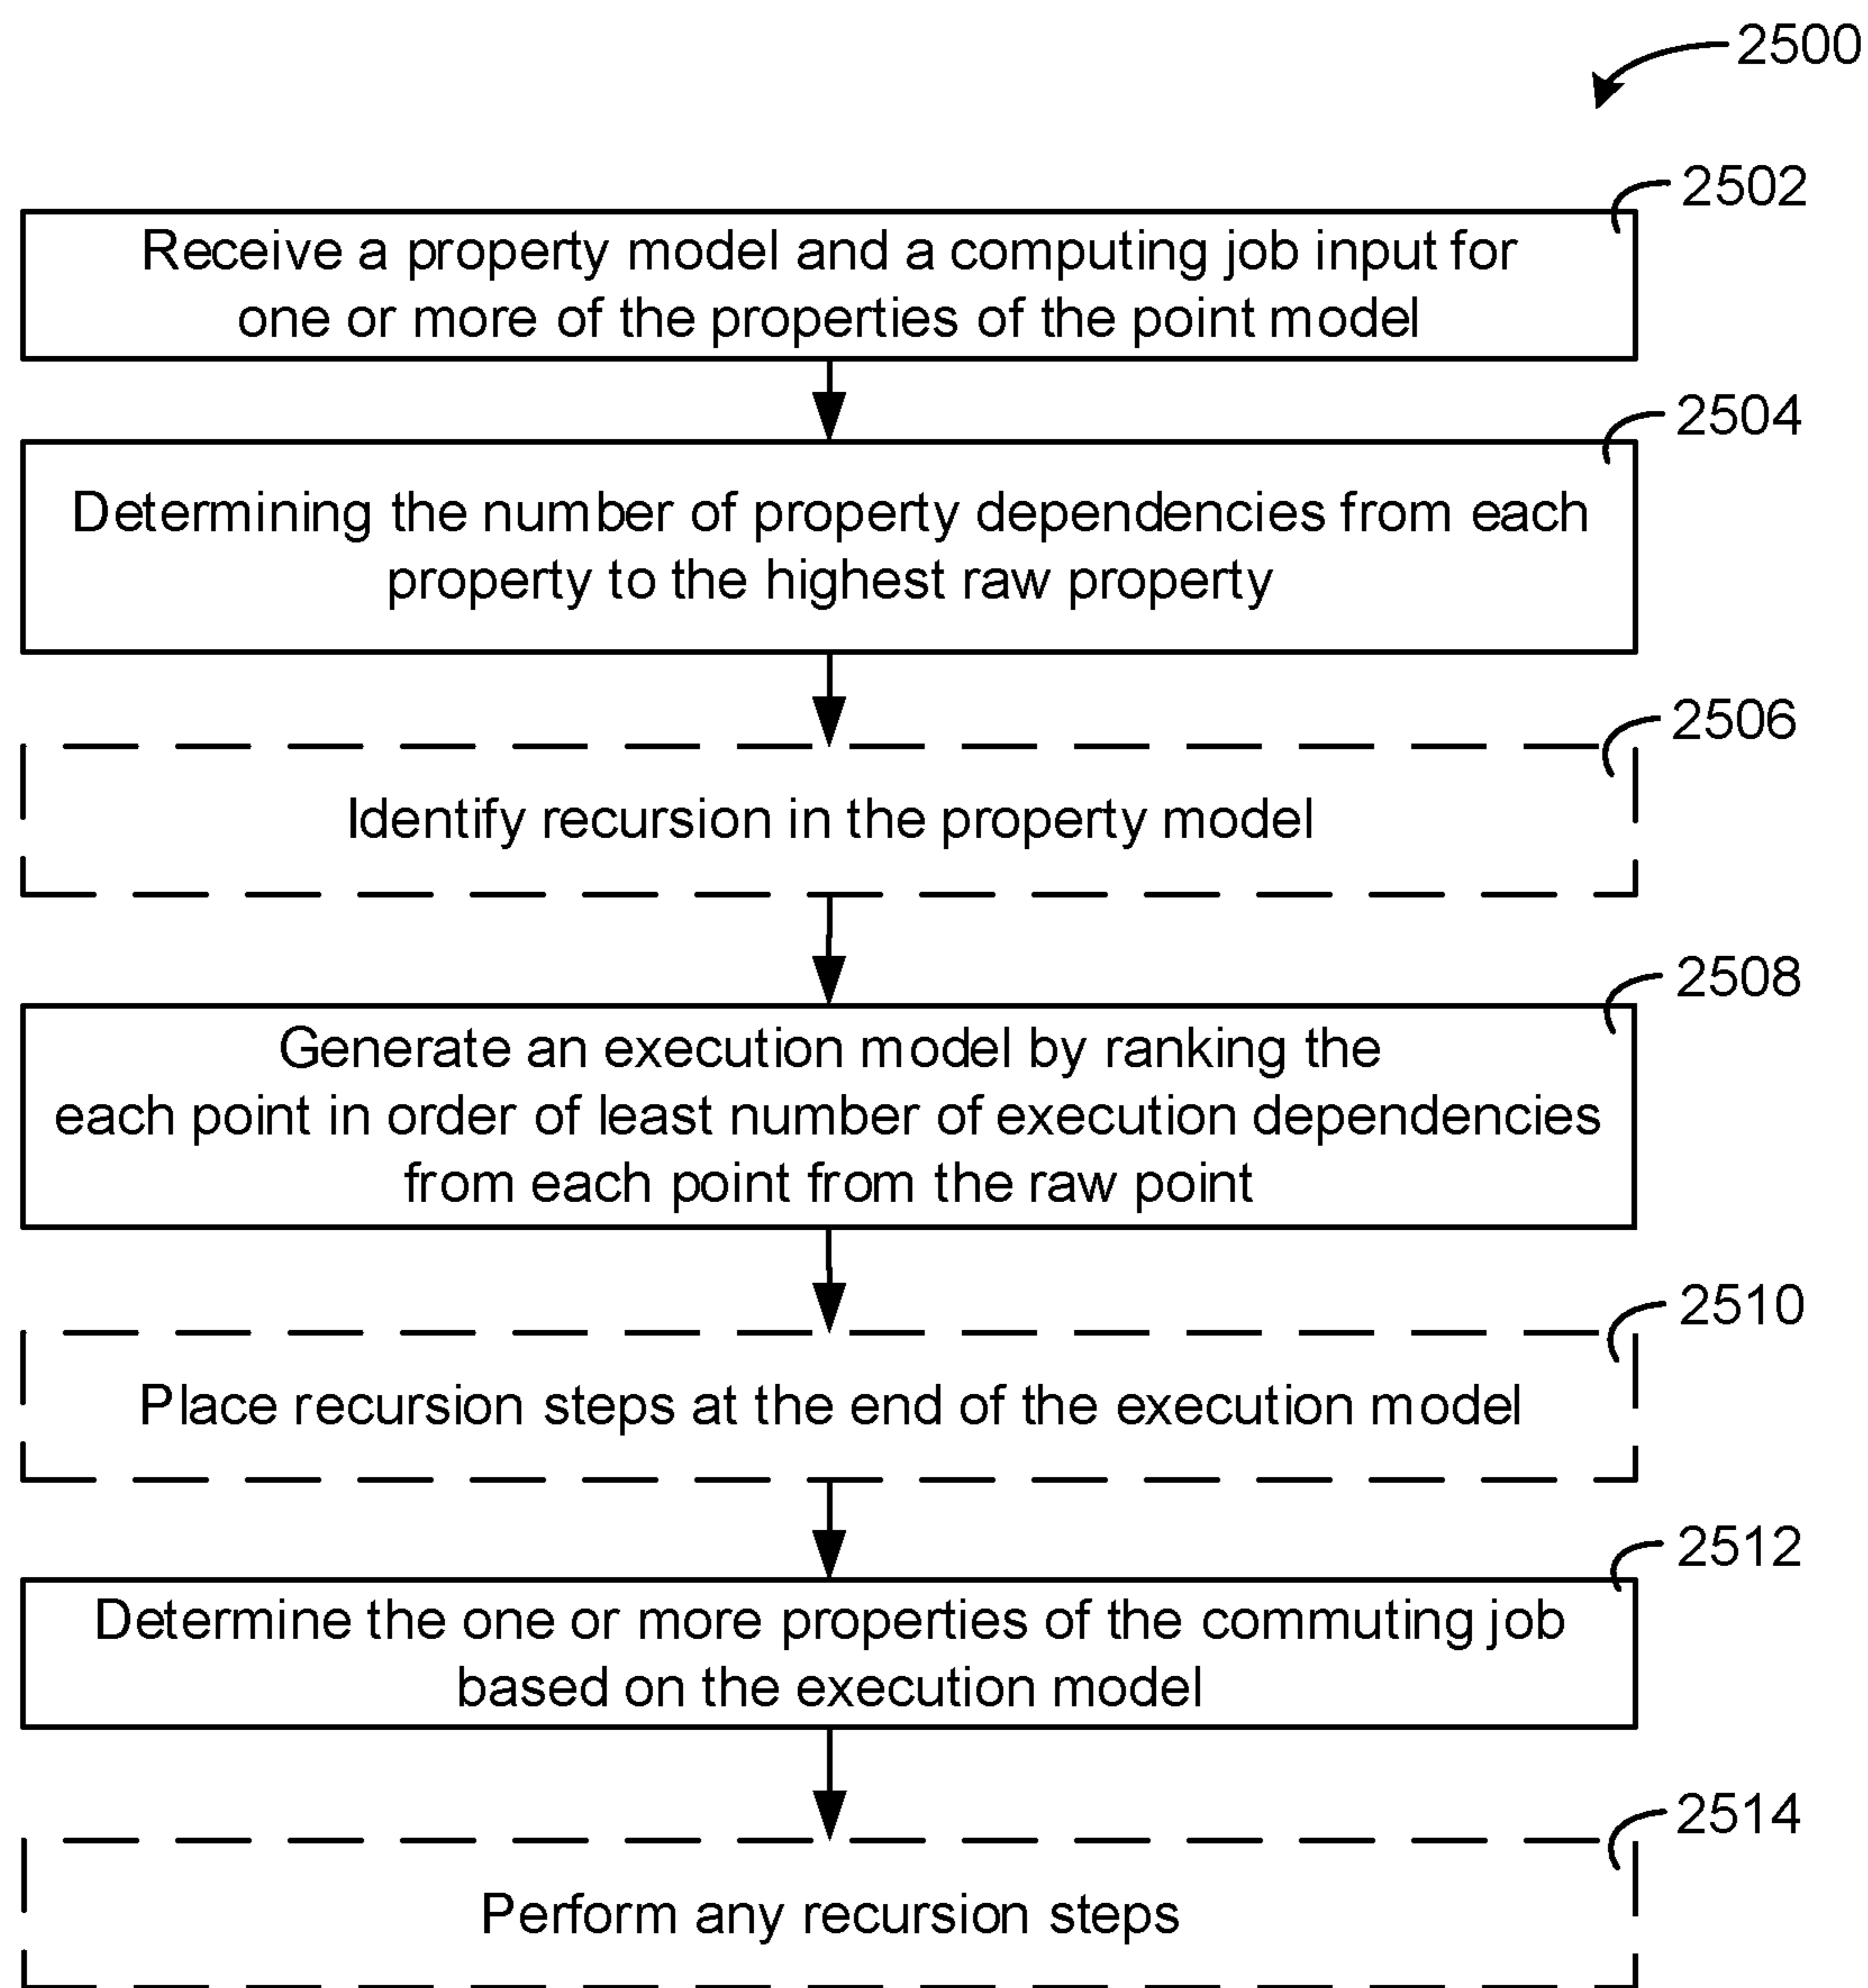 2500
2502
Receive a property model and a computing job input for
one or more of the properties of the point model
2504
Determining the number of property dependencies from each
property to the highest raw property
2506
Identify recursion in the property model
2508
Generate an execution model by ranking the
each point in order of least number of execution dependencies
from each point from the raw point
2510
Place recursion steps at the end of the execution model
2512
Determine the one or more properties of the commuting job
based on the execution model
2514
Perform any recursion steps